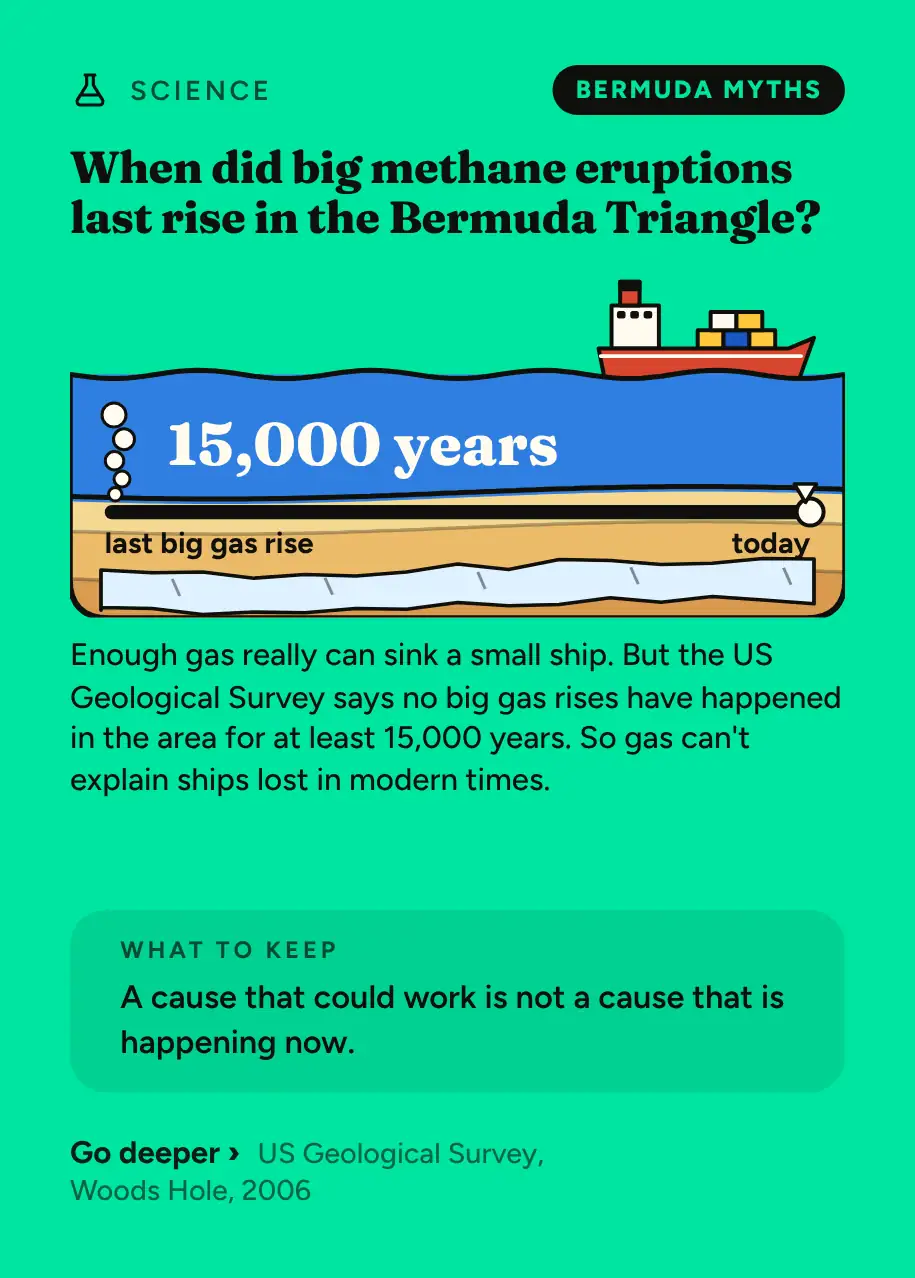 SCIENCE
BERMUDA MYTHS
When did big methane eruptions
last rise in the Bermuda Triangle?
15,000 years
last big gas rise
today
Enough gas really can sink a small ship. But the US
Geological Survey says no big gas rises have happened
in the area for at least 15,000 years. So gas can't
explain ships lost in modern times.
WHAT TO KEEP
A cause that could work is not a cause that is
happening now.
Go deeper › US Geological Survey,
Woods Hole, 2006